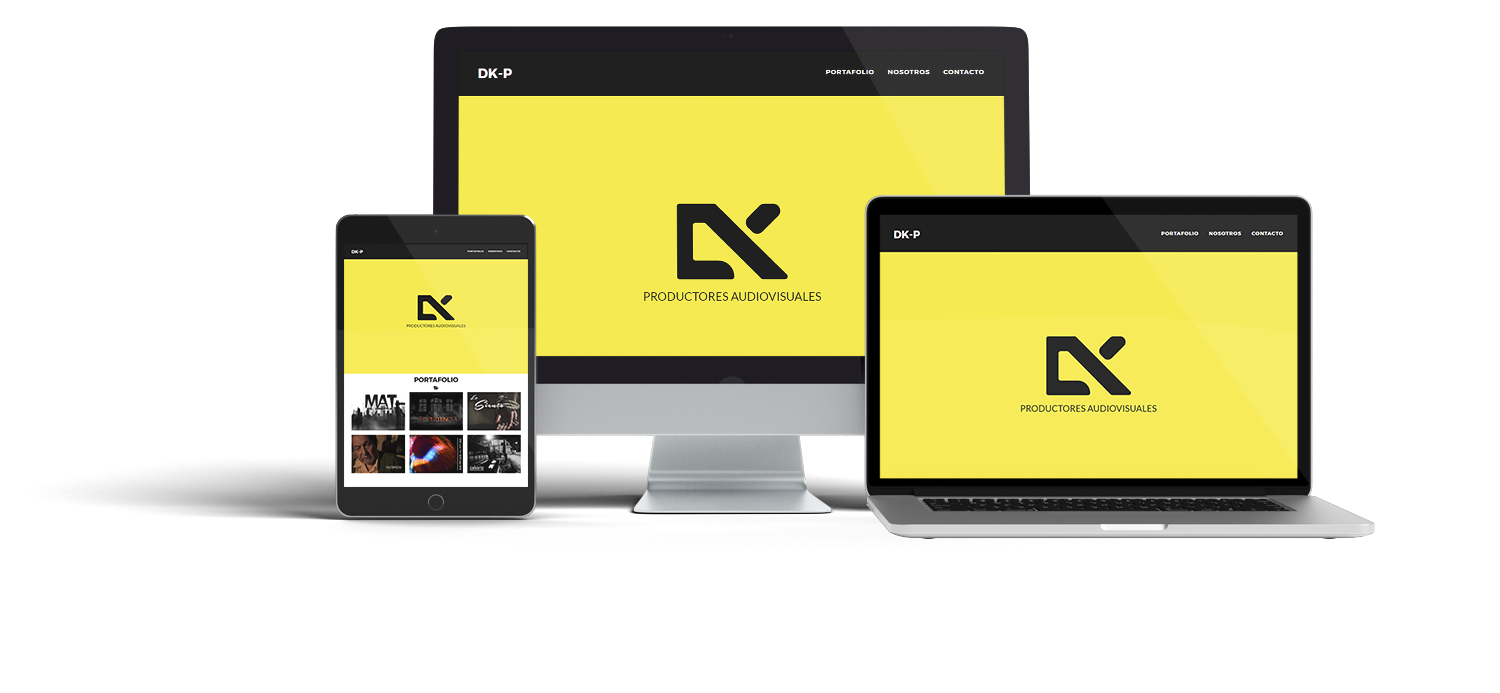 DK-P
PORTAFOLIO NOSOTROS CONTACTO
PRODUCTORES AUDIOVISUALES
DK-P
PORTAFOLIO NOSOTROS CONTACTO
PRODUCTORES AUDIOVISUALES
PORTAFOLIO
MAT
DK-P
PORTAFOLIO NOSOTROS CONTACTO
PRODUCTORES AUDIOVISUALES